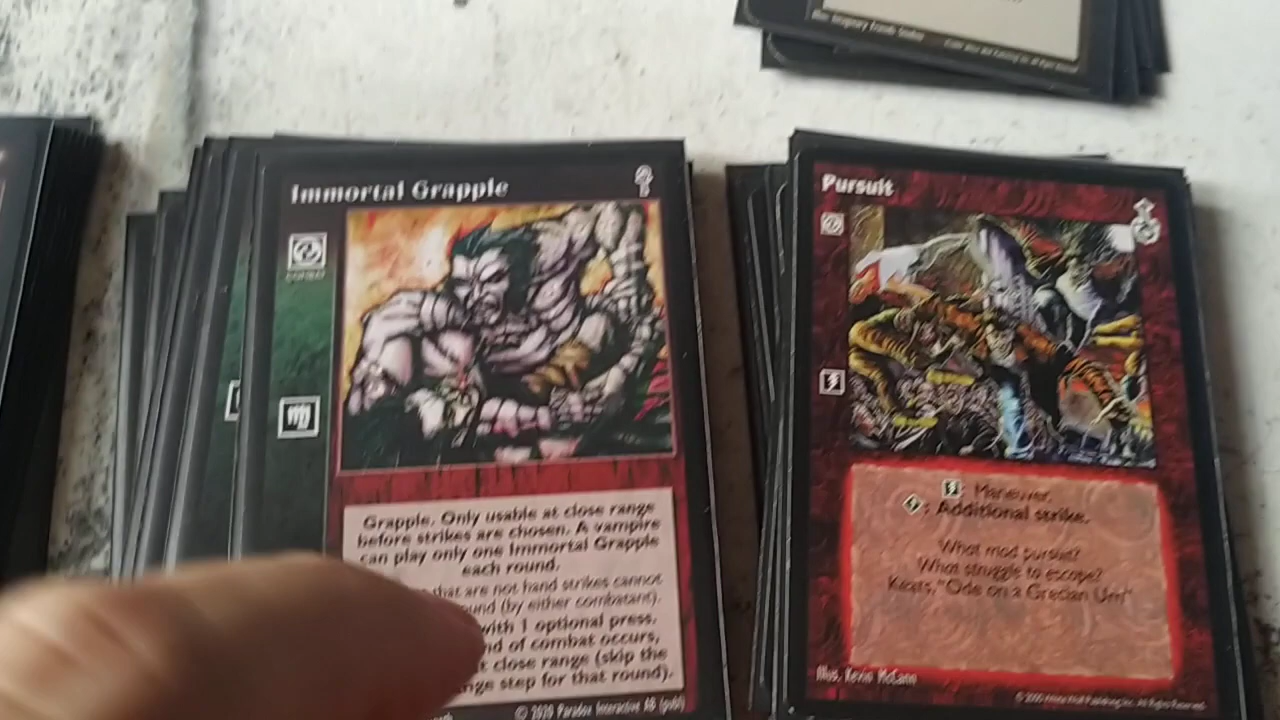 Immortal Grapple
COMBAT
Grapple. Only usable at close range
before strikes are chosen. A vampire
can play only one Immortal Grapple
each round.
that are not hand strikes cannot
ound (by either combatant).
with 1 optional press.
nd of combat occurs,
t close range (skip the
nge step for that round).
© 2020 Paradox Interactive AB (publ)
Pursuit
: Maneuver.
: Additional strike.
What mad pursuit?
What struggle to escape?
Keats, "Ode on a Grecian Urn"
Illus. Kevin McCann